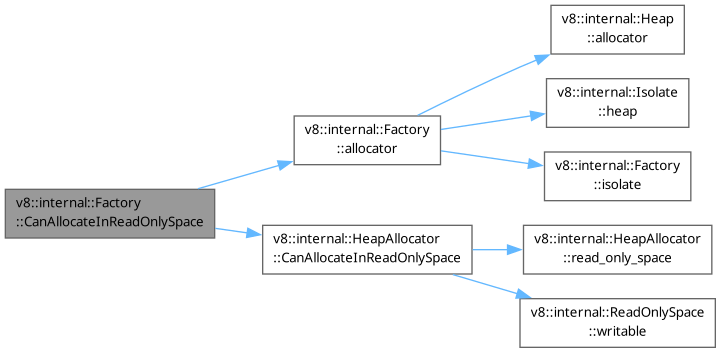 v8::internal::Heap
::allocator
v8::internal::Isolate
::heap
v8::internal::Factory
::allocator
v8::internal::Factory
::isolate
v8::internal::Factory
::CanAllocateInReadOnlySpace
v8::internal::HeapAllocator
::CanAllocateInReadOnlySpace
v8::internal::HeapAllocator
::read_only_space
v8::internal::ReadOnlySpace
::writable